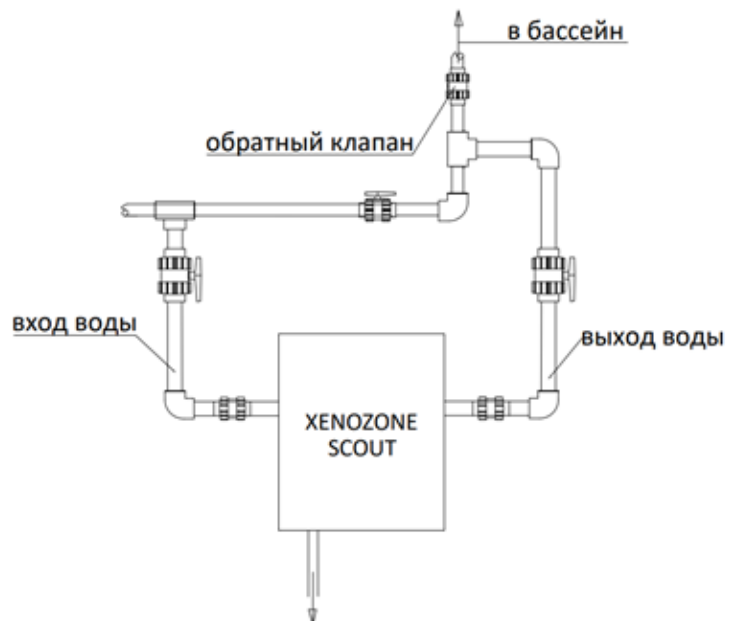 в бассейн
обратный клапан
вход воды
выход воды
XENOZONE
SCOUT